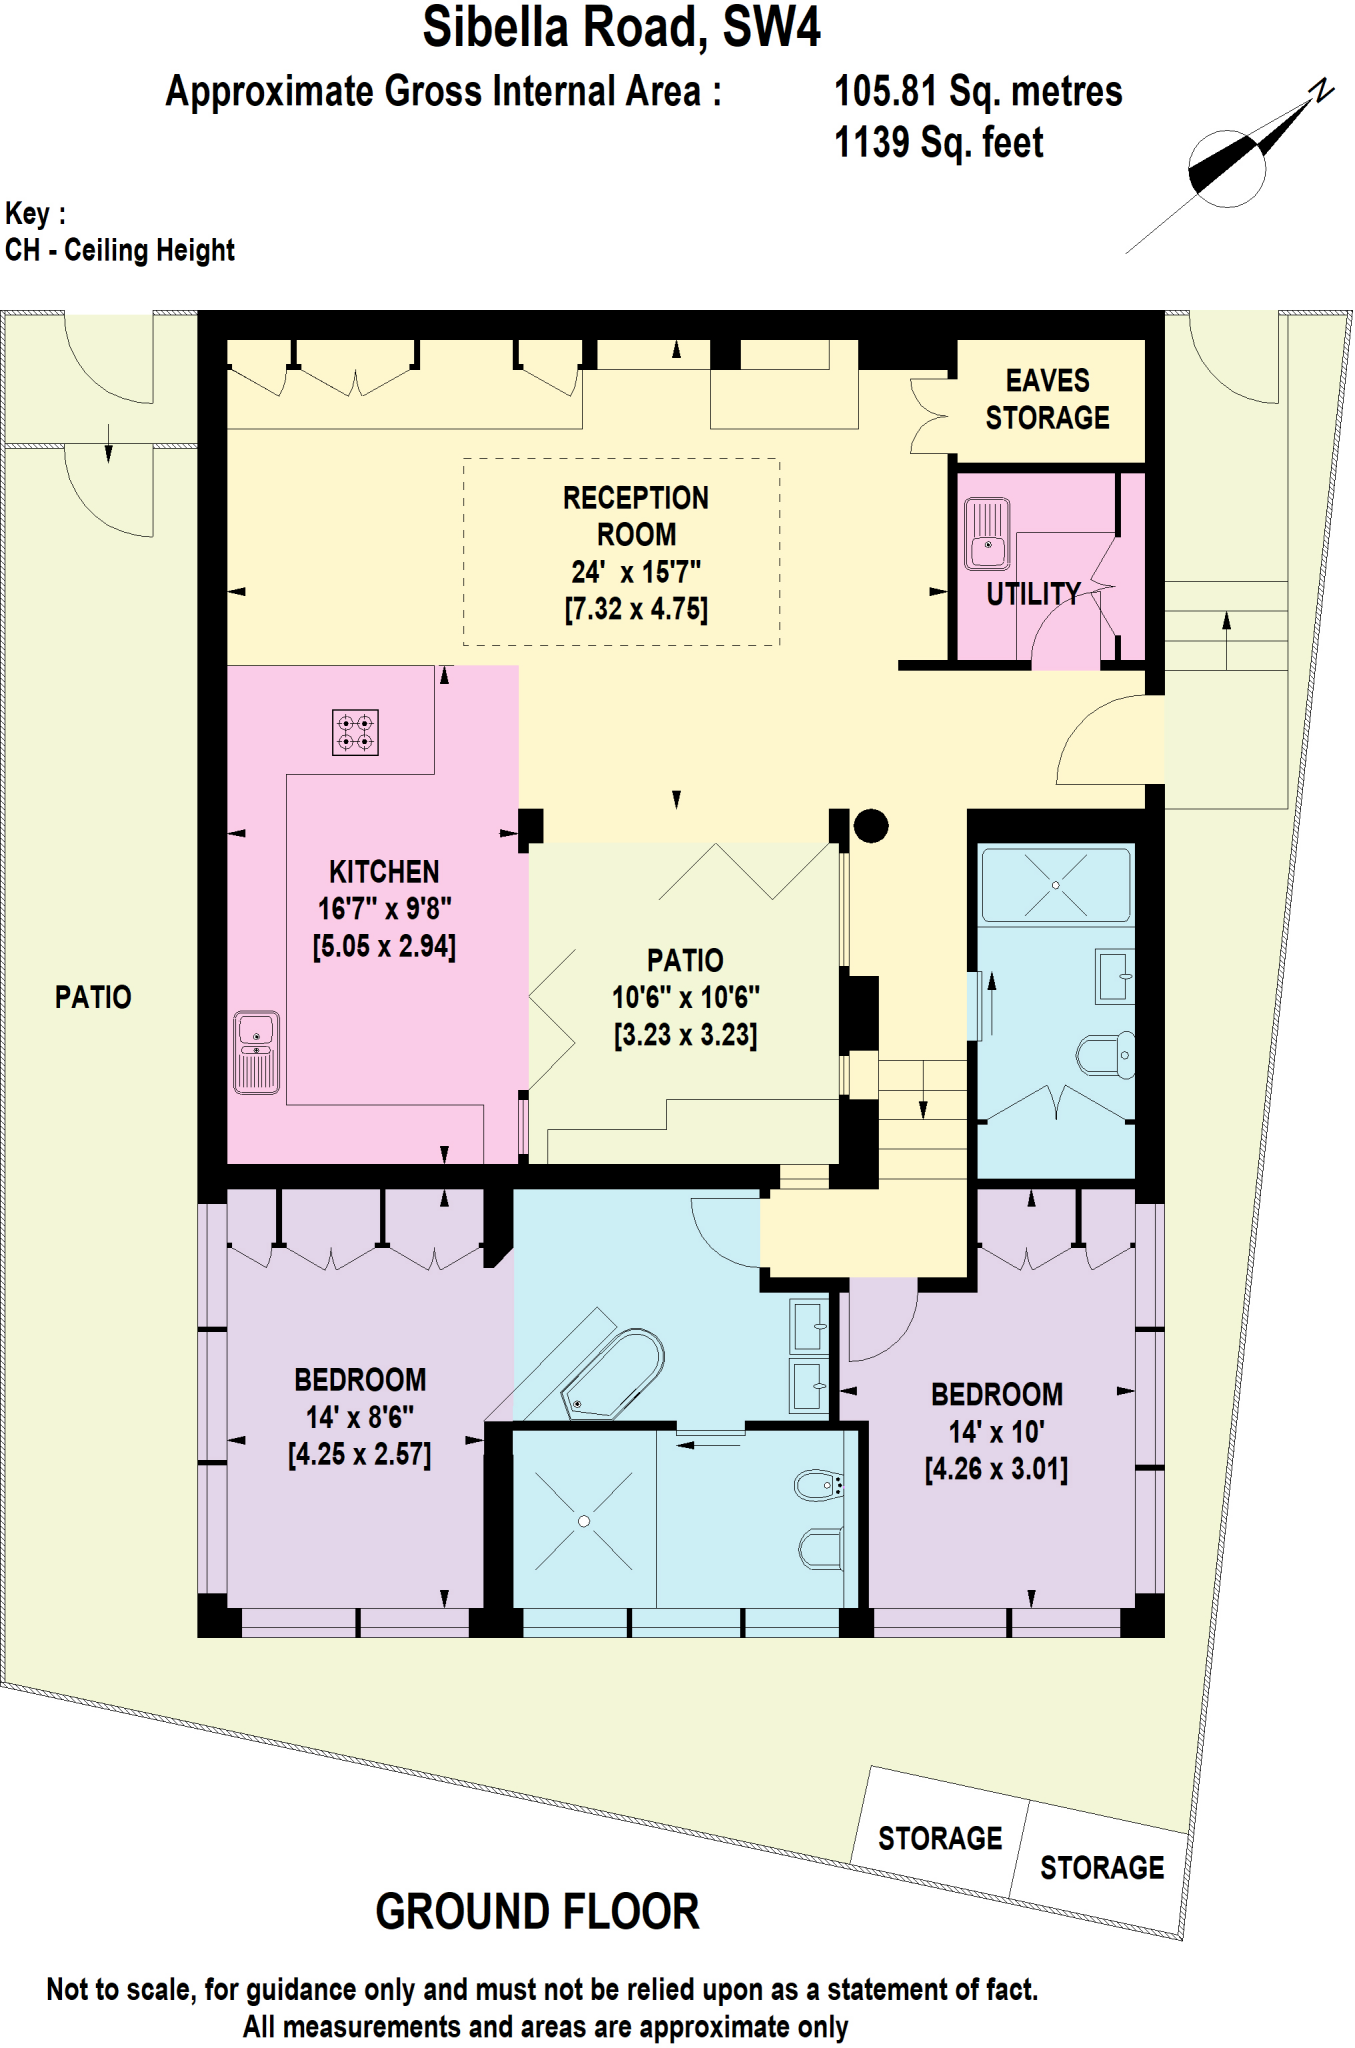 Sibella Road, SW4
Approximate Gross Internal Area : 105.81 Sq. metres
1139 Sq. feet
N
Key :
CH - Ceiling Height
EAVES
STORAGE
RECEPTION
ROOM
24' x 15'7"
[7.32 x 4.75]
UTILITY
KITCHEN
16'7" x 9'8"
[5.05 x 2.94]
PATIO
10'6" x 10'6"
[3.23 x 3.23]
PATIO
BEDROOM
14' x 8'6"
[4.25 x 2.57]
BEDROOM
14' x 10'
[4.26 x 3.01]
STORAGE
STORAGE
GROUND FLOOR
Not to scale, for guidance only and must not be relied upon as a statement of fact.
All measurements and areas are approximate only